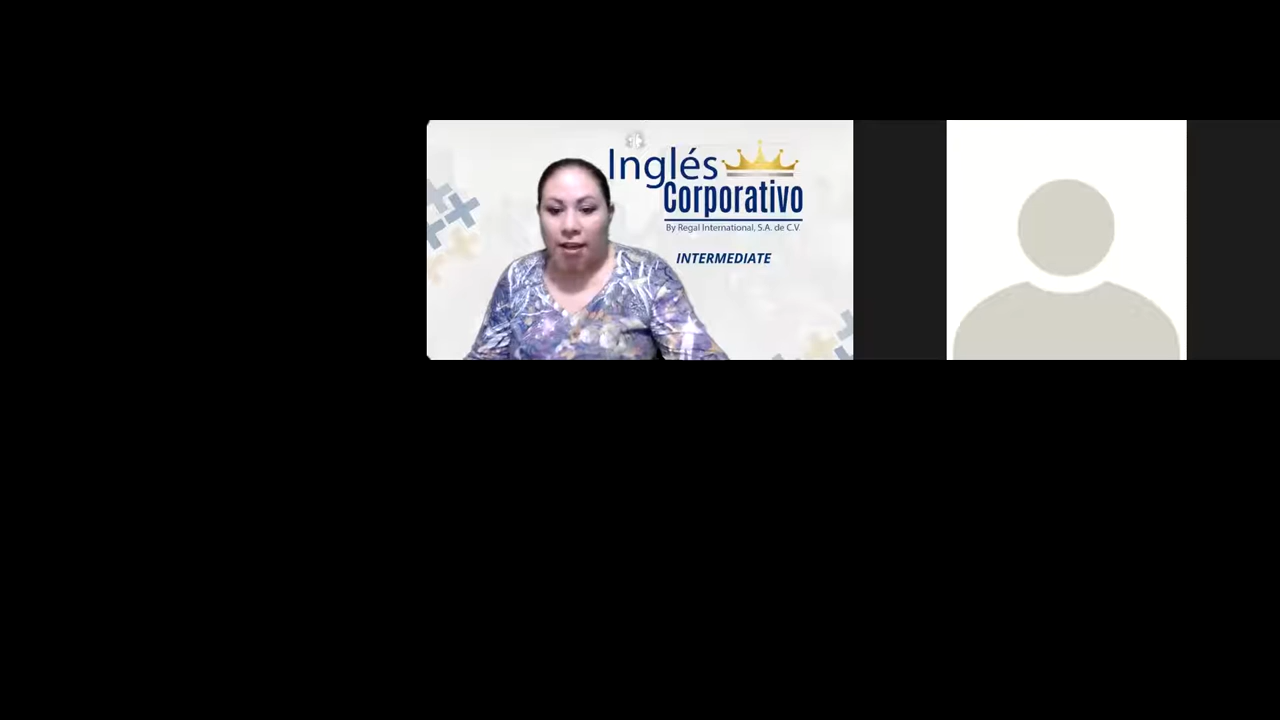 Inglés
Corporativo
By Regal International, S.A. de C.V.
INTERMEDIATE